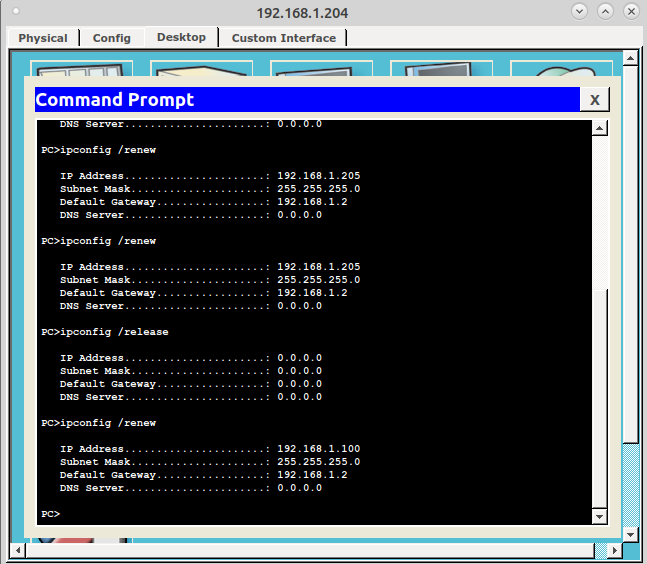 192.168.1.204
Physical Config Desktop Custom Interface
Command Prompt X
DNS Server......................: 0.0.0.0
PC>ipconfig /renew
IP Address......................: 192.168.1.205
Subnet Mask.....................: 255.255.255.0
Default Gateway.................: 192.168.1.2
DNS Server......................: 0.0.0.0
PC>ipconfig /renew
IP Address......................: 192.168.1.205
Subnet Mask.....................: 255.255.255.0
Default Gateway.................: 192.168.1.2
DNS Server......................: 0.0.0.0
PC>ipconfig /release
IP Address......................: 0.0.0.0
Subnet Mask.....................: 0.0.0.0
Default Gateway.................: 0.0.0.0
DNS Server......................: 0.0.0.0
PC>ipconfig /renew
IP Address......................: 192.168.1.100
Subnet Mask.....................: 255.255.255.0
Default Gateway.................: 192.168.1.2
DNS Server......................: 0.0.0.0
PC>